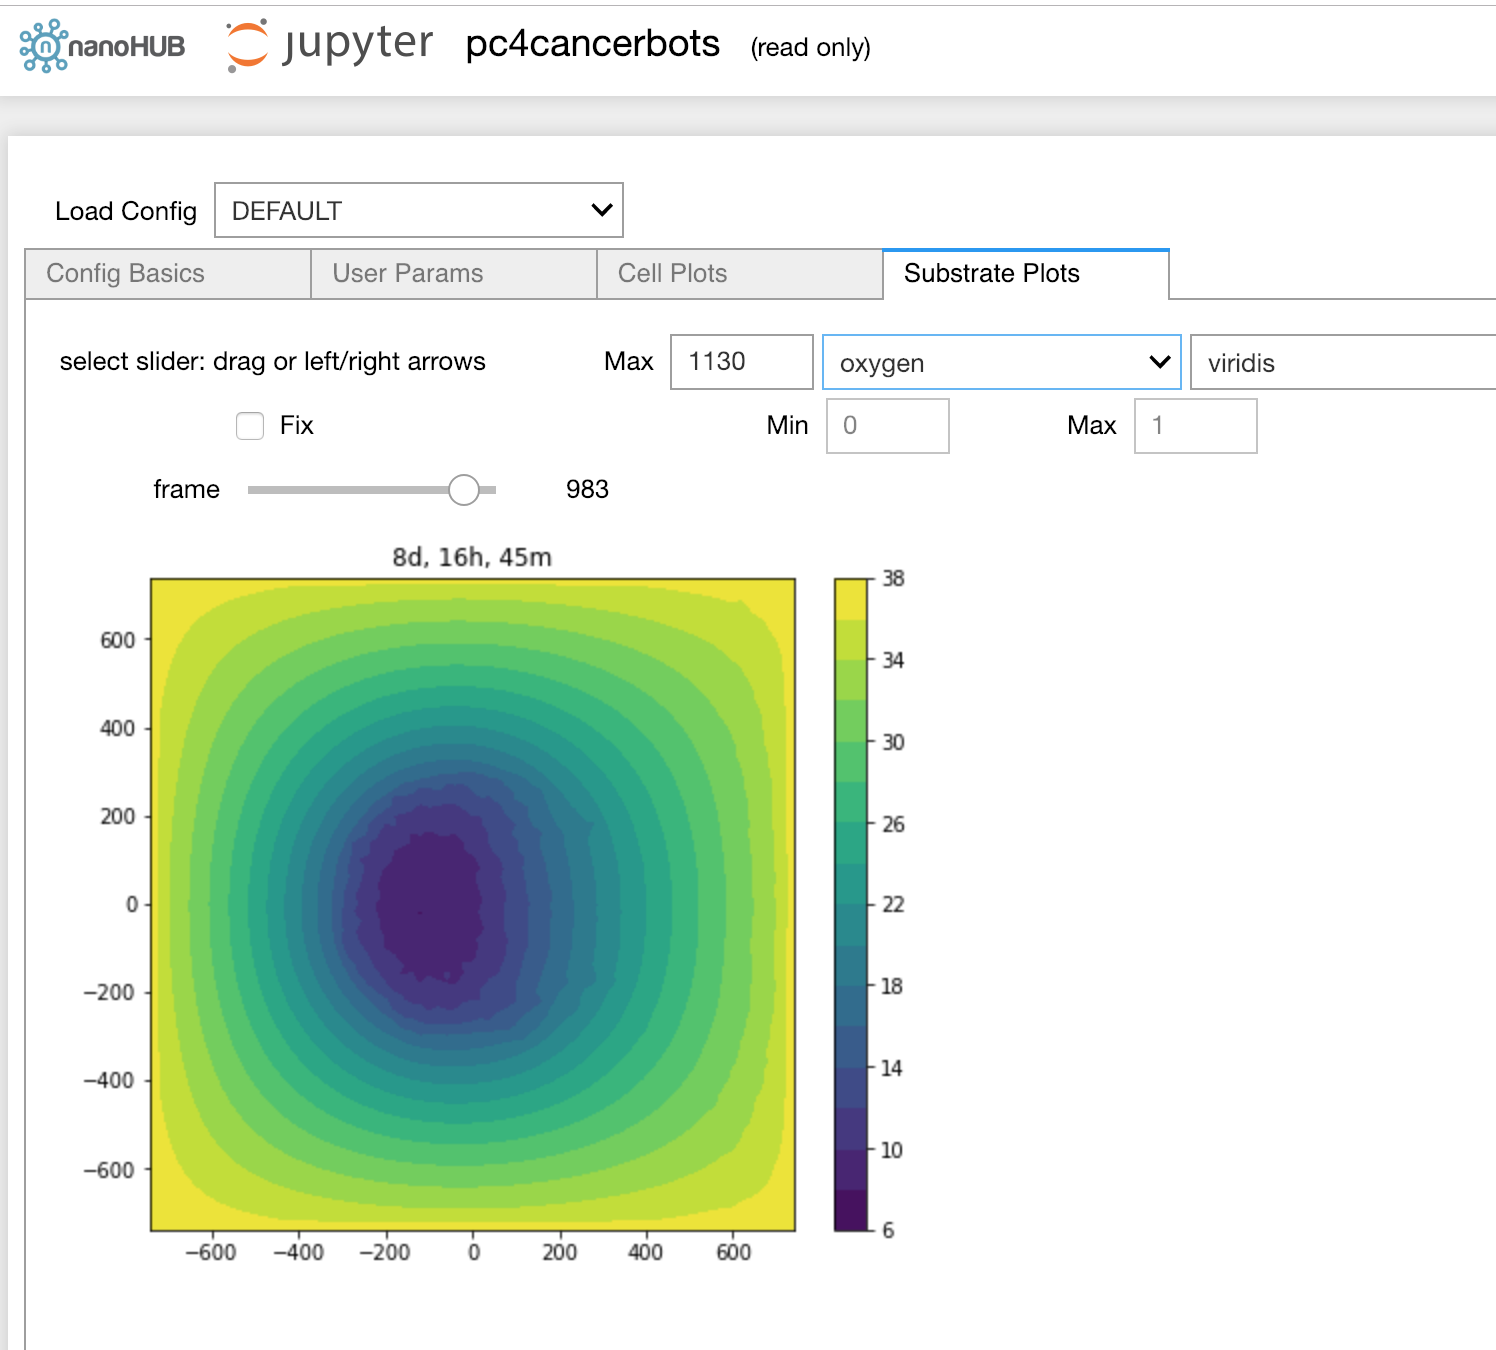 nanoHUB jupyter pc4cancerbots (read only)
Load Config DEFAULT
Config Basics User Params Cell Plots Substrate Plots
select slider: drag or left/right arrows Max 1130 oxygen viridis
Fix Min 0 Max 1
frame 983
8d, 16h, 45m
38
34
30
26
22
18
14
10
6
600
400
200
0
−200
−400
−600
−600 −400 −200 0 200 400 600